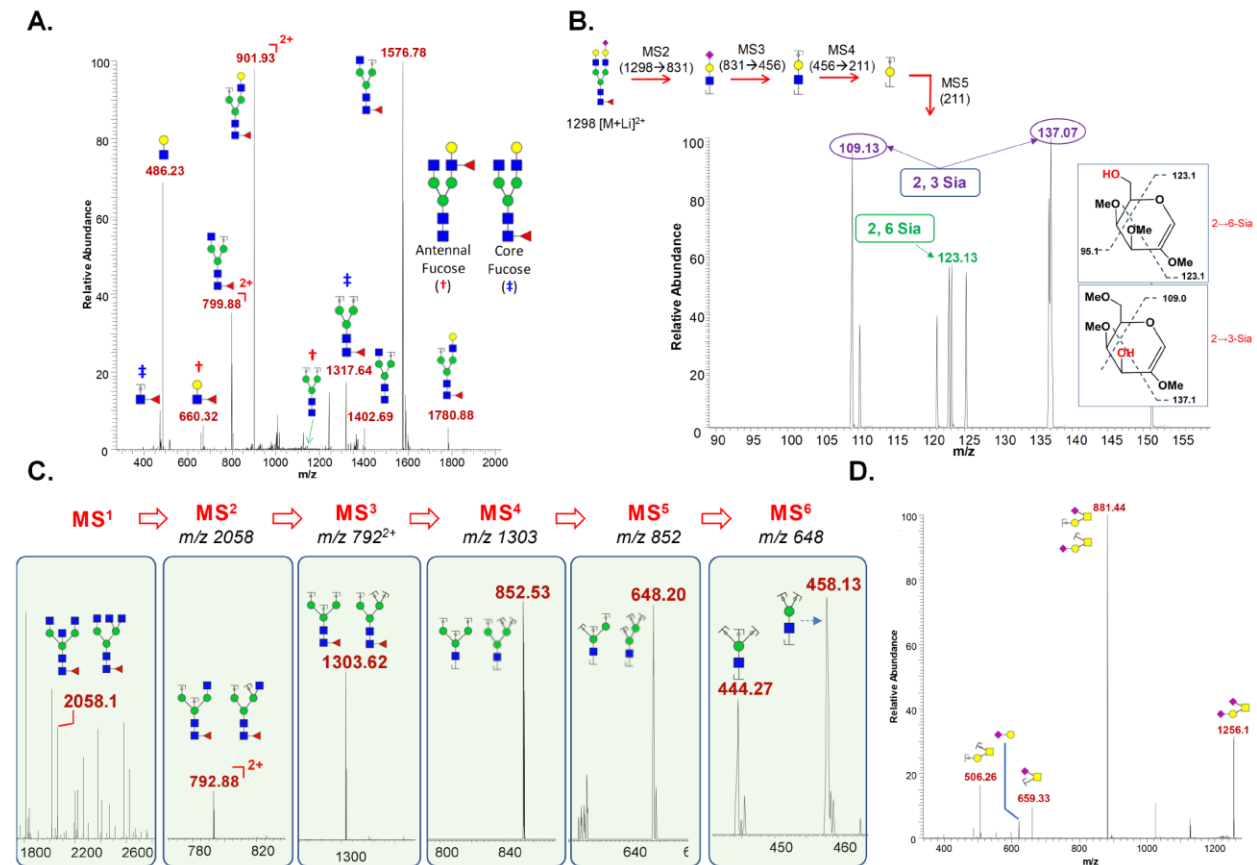 A.
901.93 2+
1576.78
486.23
799.88 2+
‡
†
660.32
†
‡
1317.64
1402.69
1780.88
Antennal
Fucose
(†)
Core
Fucose
(‡)
Relative Abundance
100
80
60
40
20
0
400 600 800 1000 1200 1400 1600 1800 2000
m/z
B.
MS2
(1298→831)
MS3
(831→456)
MS4
(456→211)
MS5
(211)
1298 [M+Li]2+
109.13
137.07
2, 3 Sia
2, 6 Sia
123.13
HO
123.1
MeO
O
OMe
OMe
95.1
123.1
2→6-Sia
MeO
109.0
MeO
O
OH
OMe
137.1
2→3-Sia
Relative Abundance
100
80
60
40
20
0
90 95 100 105 110 115 120 125 130 135 140 145 150 155
m/z
C.
MS1
MS2
m/z 2058
MS3
m/z 7922+
MS4
m/z 1303
MS5
m/z 852
MS6
m/z 648
2058.1
1800 2200 2600
792.88 2+
780 820
1303.62
1300
852.53
800 840
648.20
640 6
444.27
458.13
450 460
D.
881.44
1256.1
506.26
659.33
Relative Abundance
100
80
60
40
20
0
400 600 800 1000 1200
m/z